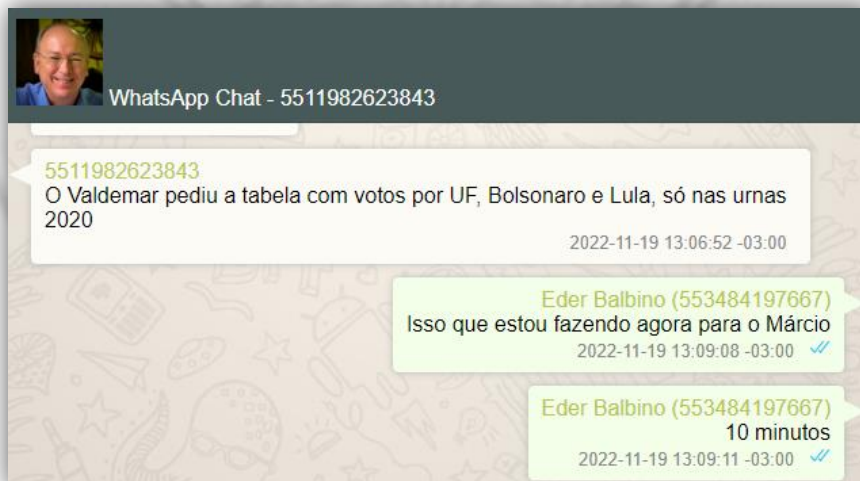 WhatsApp Chat - 5511982623843
5511982623843
O Valdemar pediu a tabela com votos por UF, Bolsonaro e Lula, só nas urnas
2020
2022-11-19 13:06:52 -03:00
Eder Balbino (553484197667)
Isso que estou fazendo agora para o Márcio
2022-11-19 13:09:08 -03:00
Eder Balbino (553484197667)
10 minutos
2022-11-19 13:09:11 -03:00